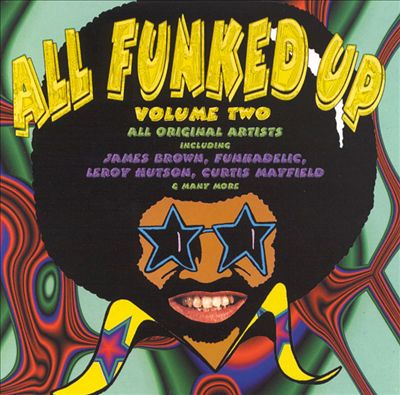 ALL FUNKED UP
VOLUME TWO
ALL ORIGINAL ARTISTS
INCLUDING
JAMES BROWN, FUNKADELIC,
LEROY HUTSON, CURTIS MAYFIELD
& MANY MORE